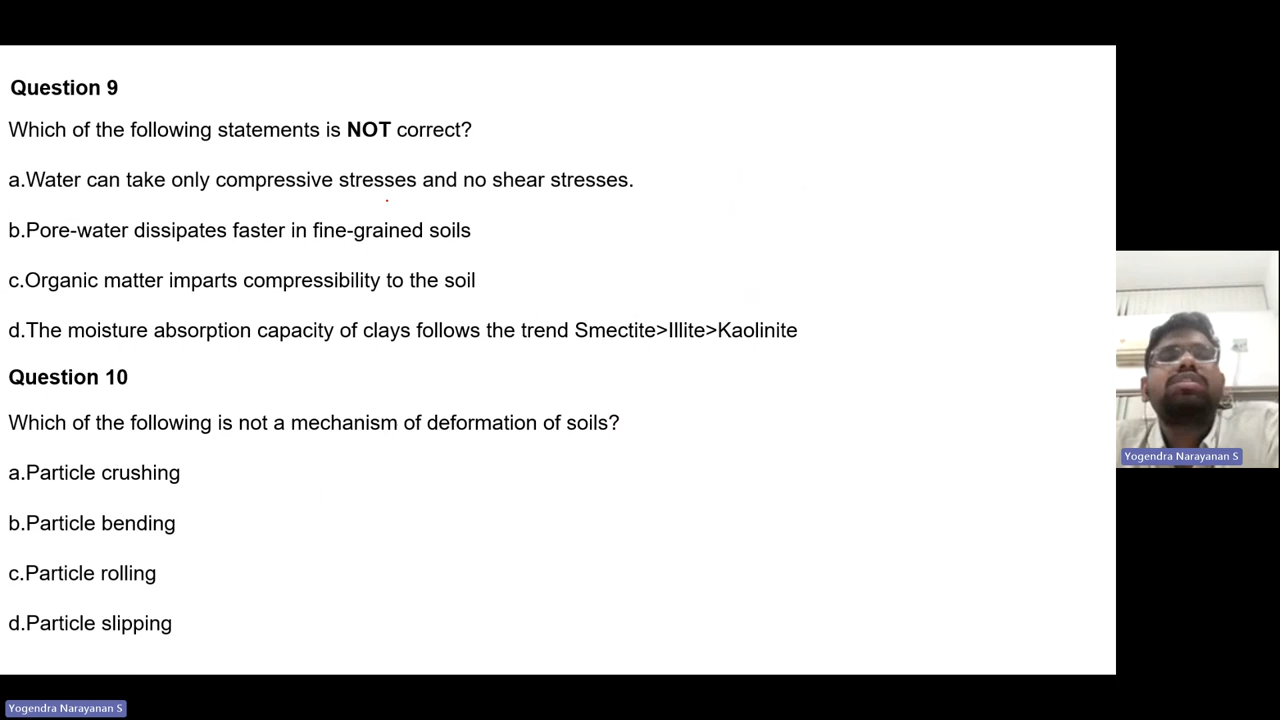 Question 9
Which of the following statements is NOT correct?
a.Water can take only compressive stresses and no shear stresses.
b.Pore-water dissipates faster in fine-grained soils
c.Organic matter imparts compressibility to the soil
d.The moisture absorption capacity of clays follows the trend Smectite>Illite>Kaolinite
Question 10
Which of the following is not a mechanism of deformation of soils?
a.Particle crushing
b.Particle bending
c.Particle rolling
d.Particle slipping
Yogendra Narayanan S
Yogendra Narayanan S